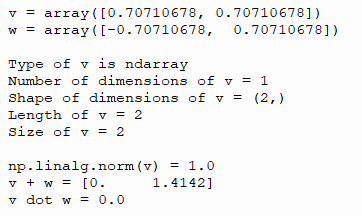 v = array([0.70710678, 0.70710678])
w = array([-0.70710678,  0.70710678])
Type of v is ndarray
Number of dimensions of v = 1
Shape of dimensions of v = (2,)
Length of v = 2
Size of v = 2
np.linalg.norm(v) = 1.0
v + w = [0.     1.4142]
v dot w = 0.0